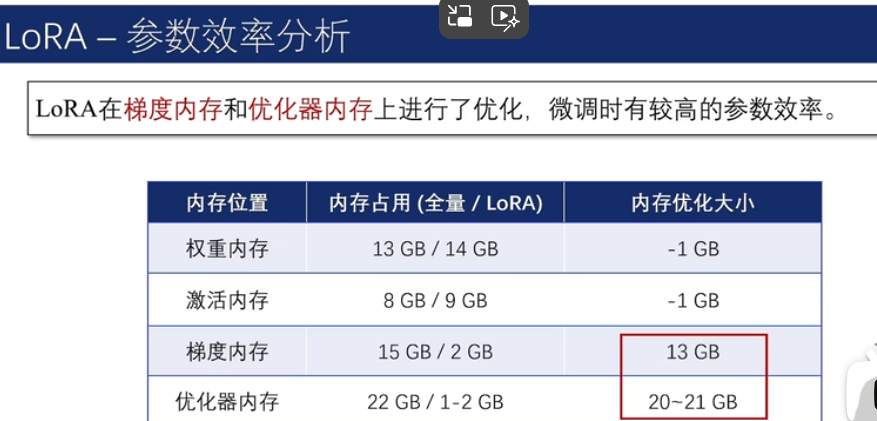 LoRA – 参数效率分析
LoRA在梯度内存和优化器内存上进行了优化，微调时有较高的参数效率。
内存位置 内存占用 (全量 / LoRA) 内存优化大小
权重内存 13 GB / 14 GB -1 GB
激活内存 8 GB / 9 GB -1 GB
梯度内存 15 GB / 2 GB 13 GB
优化器内存 22 GB / 1-2 GB 20~21 GB